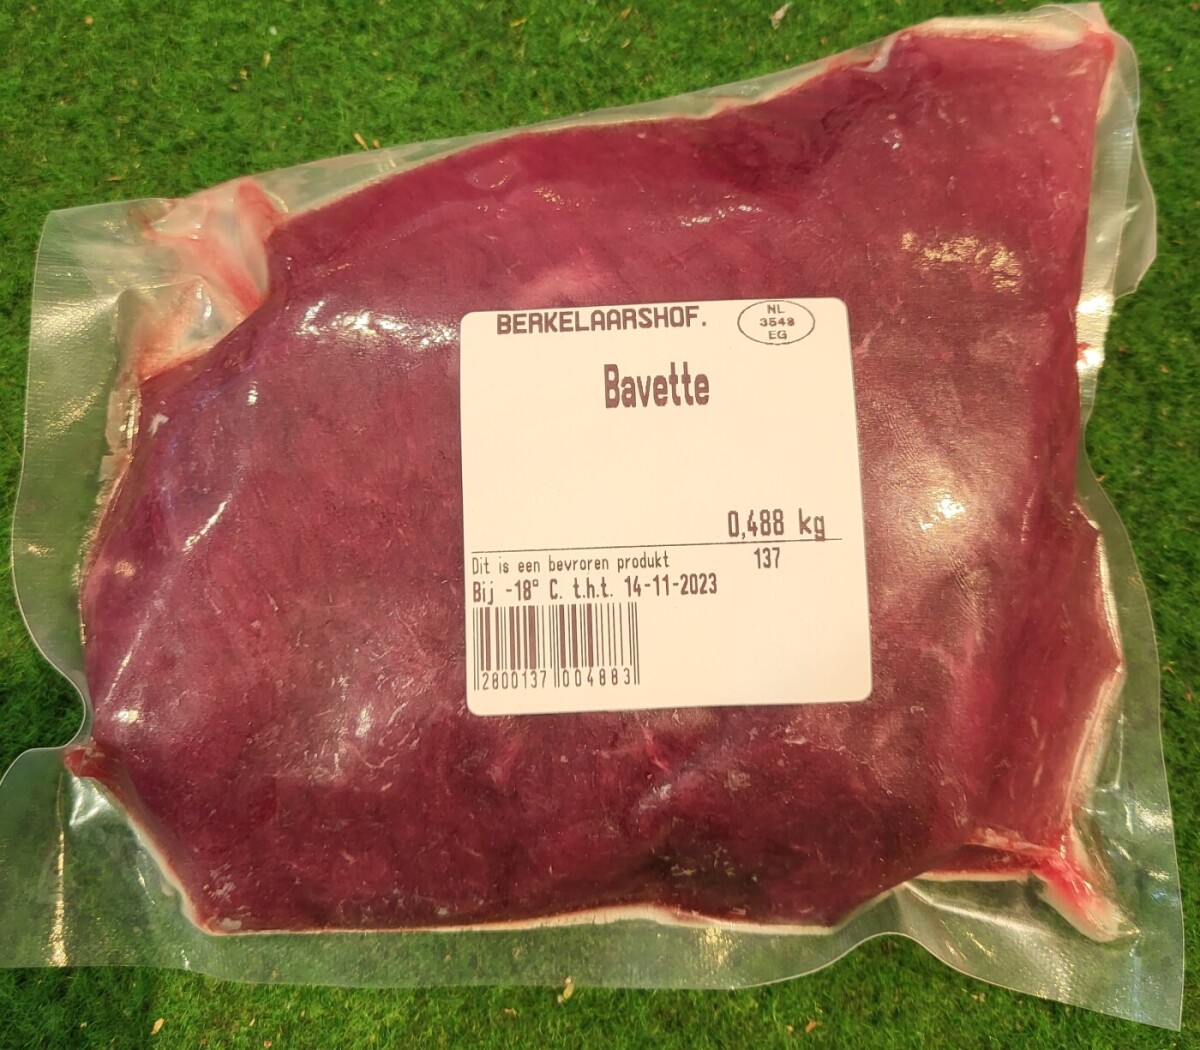 BERKELAARSHOF.
NL
3548
EG
Bavette
0,488 kg
Dit is een bevroren produkt
137
Bij -18° C. t.h.t. 14-11-2023
2800137 004883